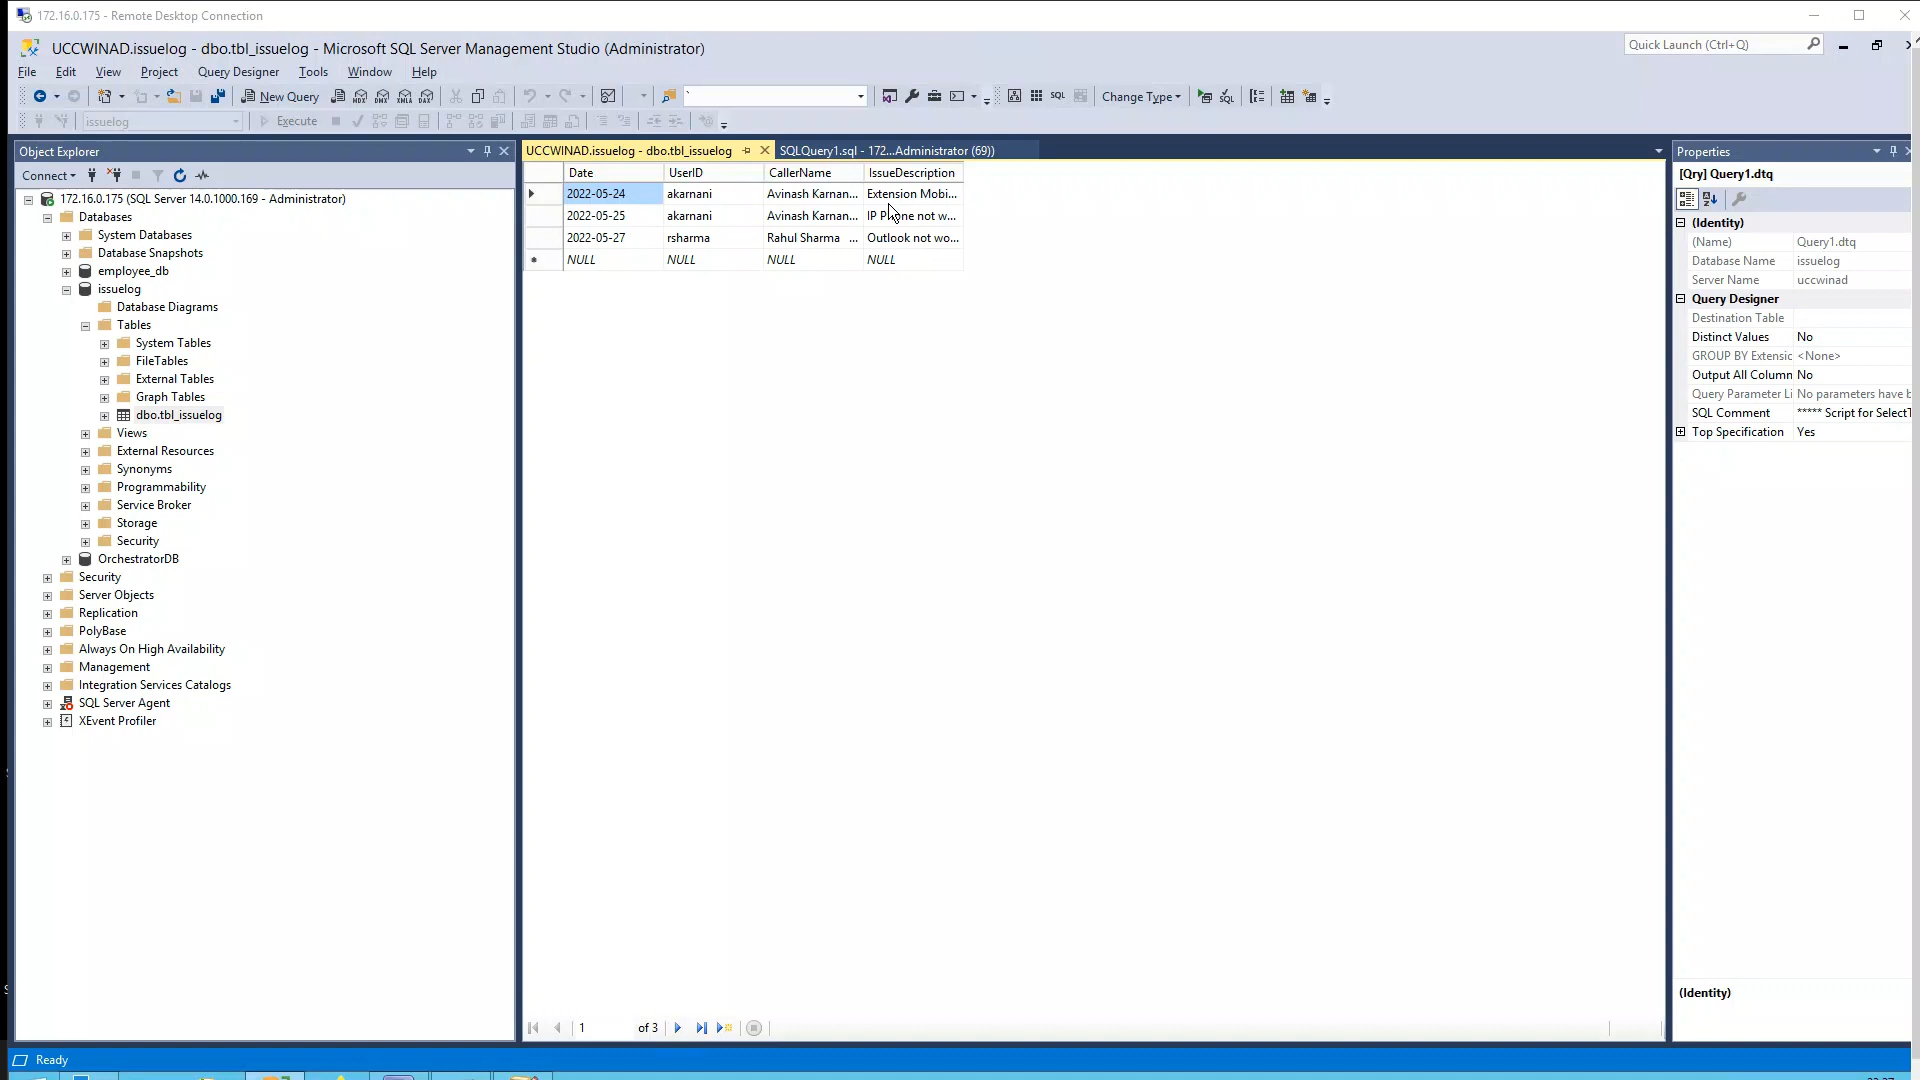 172.16.0.175 - Remote Desktop Connection
UCCWINAD.issuelog - dbo.tbl_issuelog - Microsoft SQL Server Management Studio (Administrator)
Quick Launch (Ctrl+Q)
File Edit View Project Query Designer Tools Window Help
New Query
MDX DMX XMLA DAX
`
SQL
Change Type
SQL
issuelog
Execute
Object Explorer
UCCWINAD.issuelog - dbo.tbl_issuelog
SQLQuery1.sql - 172...Administrator (69))
Properties
Connect
172.16.0.175 (SQL Server 14.0.1000.169 - Administrator)
Databases
System Databases
Database Snapshots
employee_db
issuelog
Database Diagrams
Tables
System Tables
FileTables
External Tables
Graph Tables
dbo.tbl_issuelog
Views
External Resources
Synonyms
Programmability
Service Broker
Storage
Security
OrchestratorDB
Security
Server Objects
Replication
PolyBase
Always On High Availability
Management
Integration Services Catalogs
SQL Server Agent
XEvent Profiler
Date UserID CallerName IssueDescription
2022-05-24 akarnani Avinash Karnan... Extension Mobi...
2022-05-25 akarnani Avinash Karnan... IP Phone not w...
2022-05-27 rsharma Rahul Sharma ... Outlook not wo...
NULL NULL NULL NULL
1 of 3
[Qry] Query1.dtq
(Identity)
(Name) Query1.dtq
Database Name issuelog
Server Name uccwinad
Query Designer
Destination Table
Distinct Values No
GROUP BY Extensic <None>
Output All Column No
Query Parameter Li No parameters have b
SQL Comment ***** Script for SelectT
Top Specification Yes
(Identity)
Ready